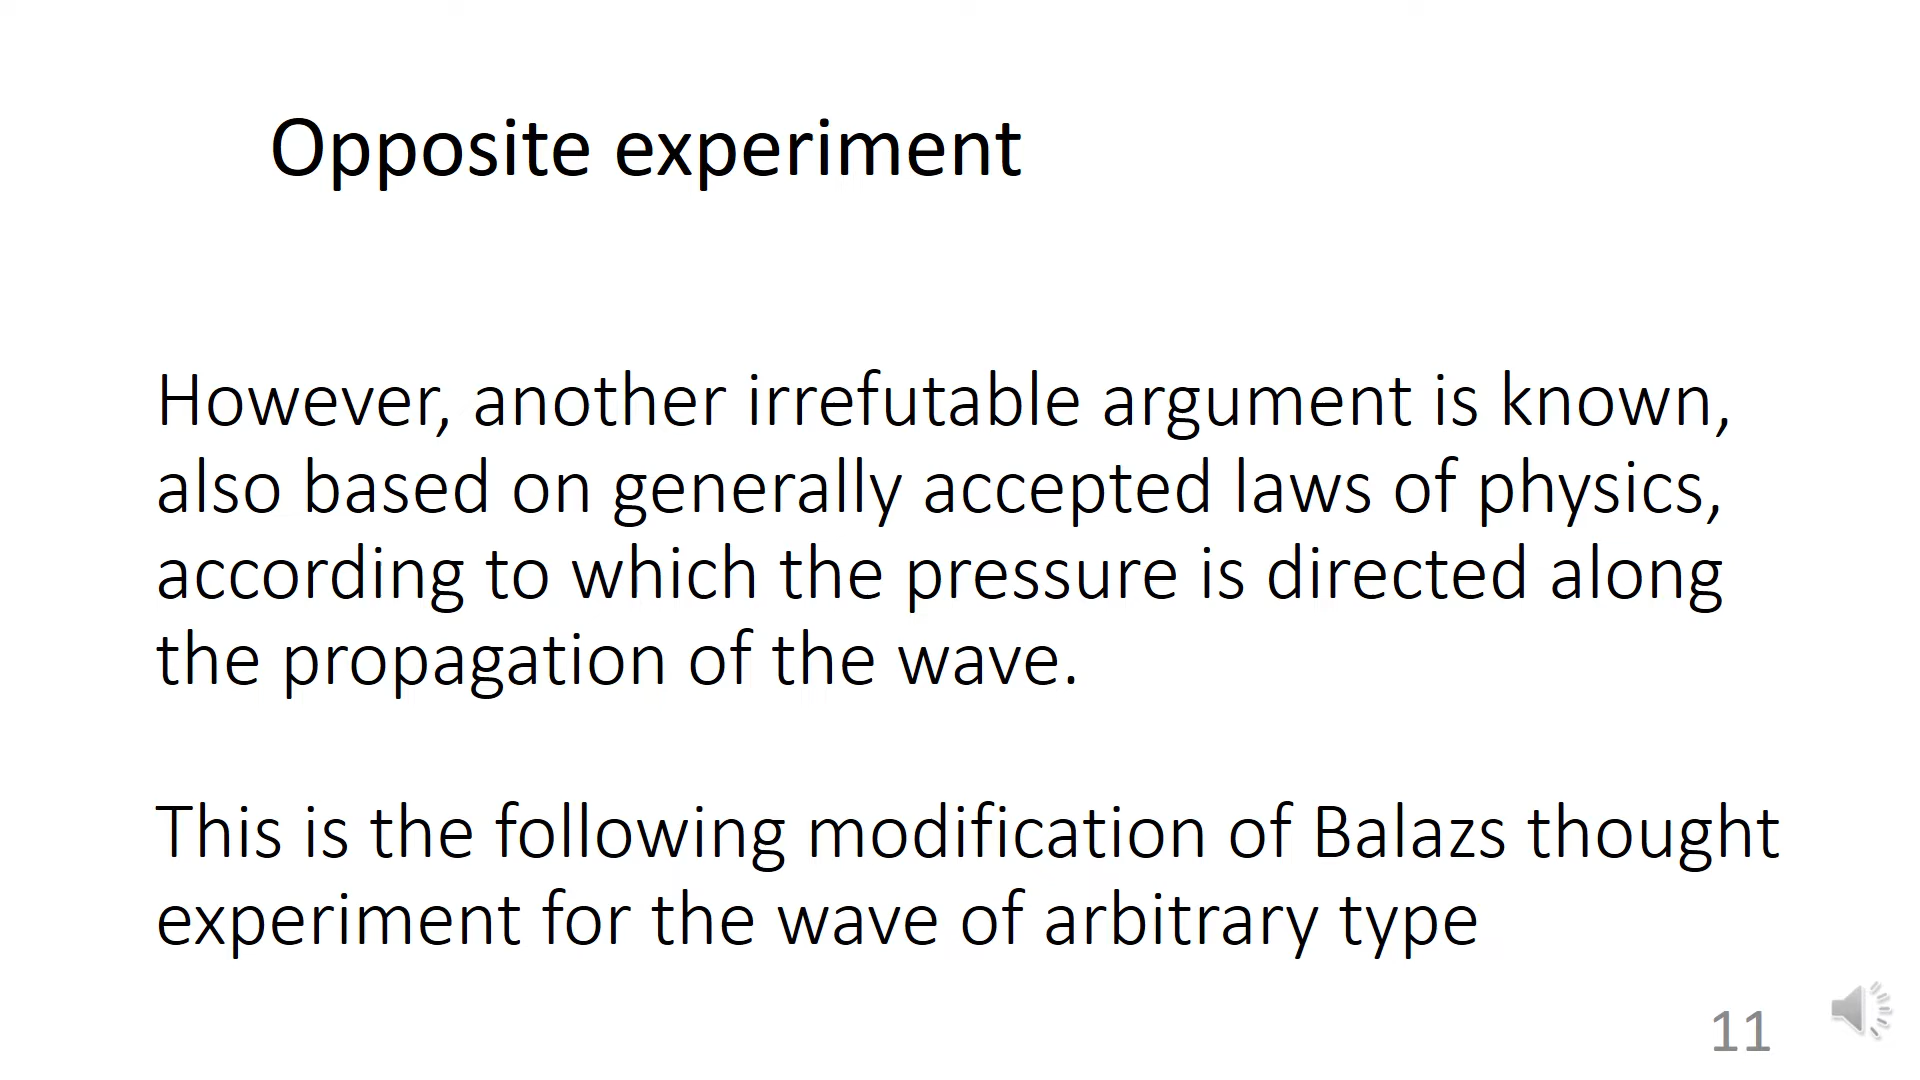 Opposite experiment
However, another irrefutable argument is known,
also based on generally accepted laws of physics,
according to which the pressure is directed along
the propagation of the wave.
This is the following modification of Balazs thought
experiment for the wave of arbitrary type
11